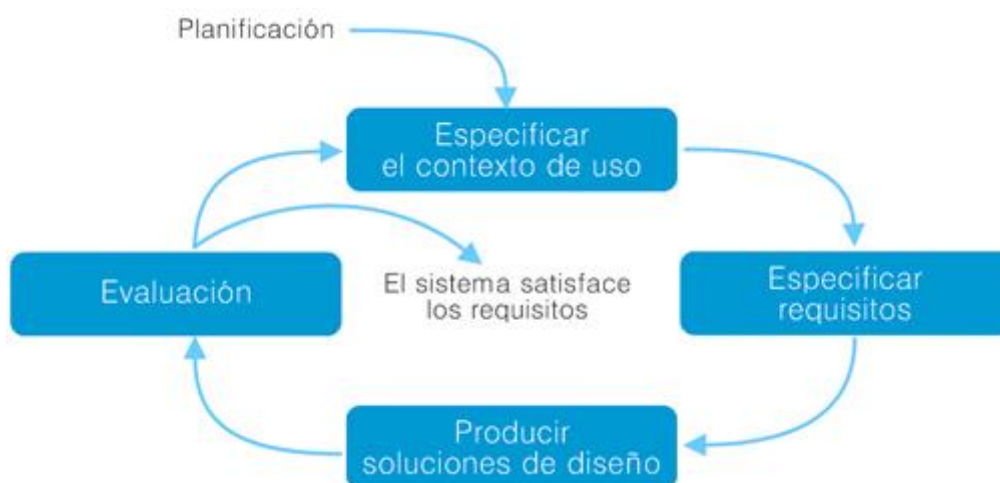 Planificación
Especificar
el contexto de uso
Evaluación
El sistema satisface
los requisitos
Especificar
requisitos
Producir
soluciones de diseño